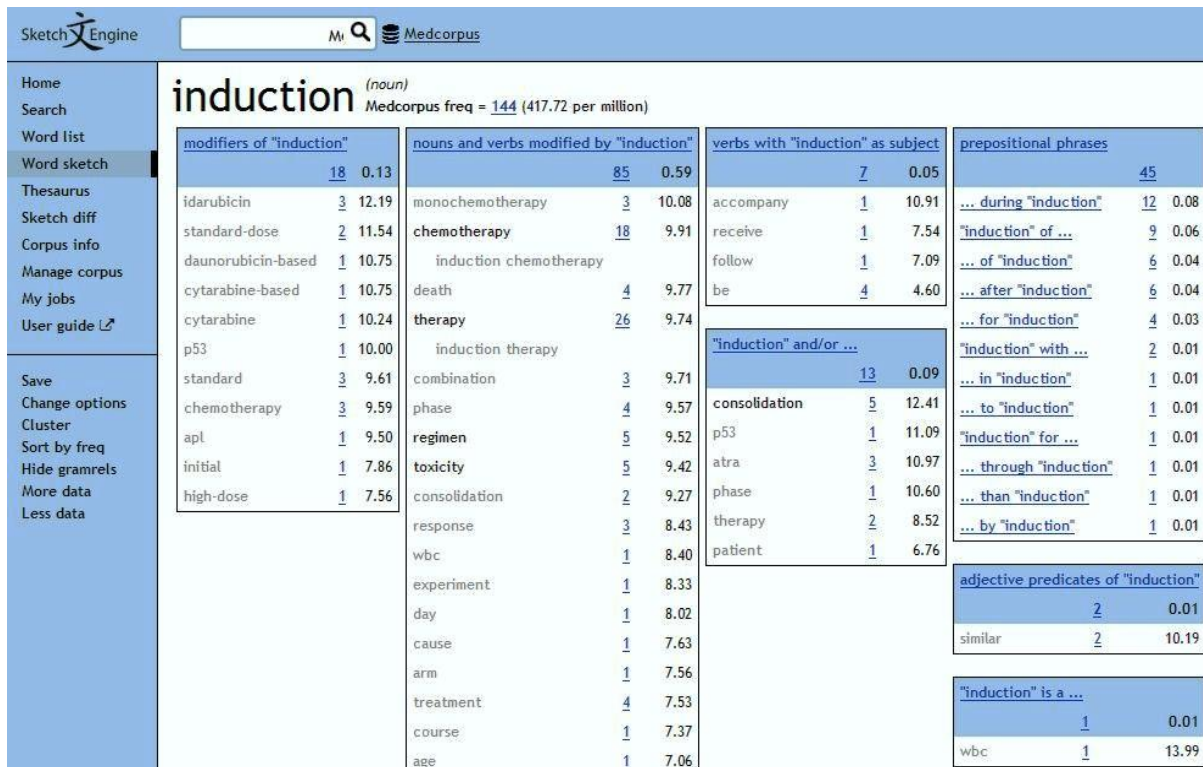 Sketch Engine
Medcorpus
Home
Search
Word list
Word sketch
Thesaurus
Sketch diff
Corpus info
Manage corpus
My jobs
User guide
Save
Change options
Cluster
Sort by freq
Hide gramrels
More data
Less data
induction (noun)
Medcorpus freq = 144 (417.72 per million)
modifiers of "induction"
18 0.13
idarubicin 3 12.19
standard-dose 2 11.54
daunorubicin-based 1 10.75
cytarabine-based 1 10.75
cytarabine 1 10.24
p53 1 10.00
standard 3 9.61
chemotherapy 3 9.59
apl 1 9.50
initial 1 7.86
high-dose 1 7.56
nouns and verbs modified by "induction"
85 0.59
monochemotherapy 3 10.08
chemotherapy 18 9.91
induction chemotherapy
death 4 9.77
therapy 26 9.74
induction therapy
combination 3 9.71
phase 4 9.57
regimen 5 9.52
toxicity 5 9.42
consolidation 2 9.27
response 3 8.43
wbc 1 8.40
experiment 1 8.33
day 1 8.02
cause 1 7.63
arm 1 7.56
treatment 4 7.53
course 1 7.37
age 1 7.06
verbs with "induction" as subject
7 0.05
accompany 1 10.91
receive 1 7.54
follow 1 7.09
be 4 4.60
"induction" and/or ...
13 0.09
consolidation 5 12.41
p53 1 11.09
atra 3 10.97
phase 1 10.60
therapy 2 8.52
patient 1 6.76
prepositional phrases
45
... during "induction" 12 0.08
"induction" of ... 9 0.06
... of "induction" 6 0.04
... after "induction" 6 0.04
... for "induction" 4 0.03
"induction" with ... 2 0.01
... in "induction" 1 0.01
... to "induction" 1 0.01
"induction" for ... 1 0.01
... through "induction" 1 0.01
... than "induction" 1 0.01
... by "induction" 1 0.01
adjective predicates of "induction"
2 0.01
similar 2 10.19
"induction" is a ...
1 0.01
wbc 1 13.99